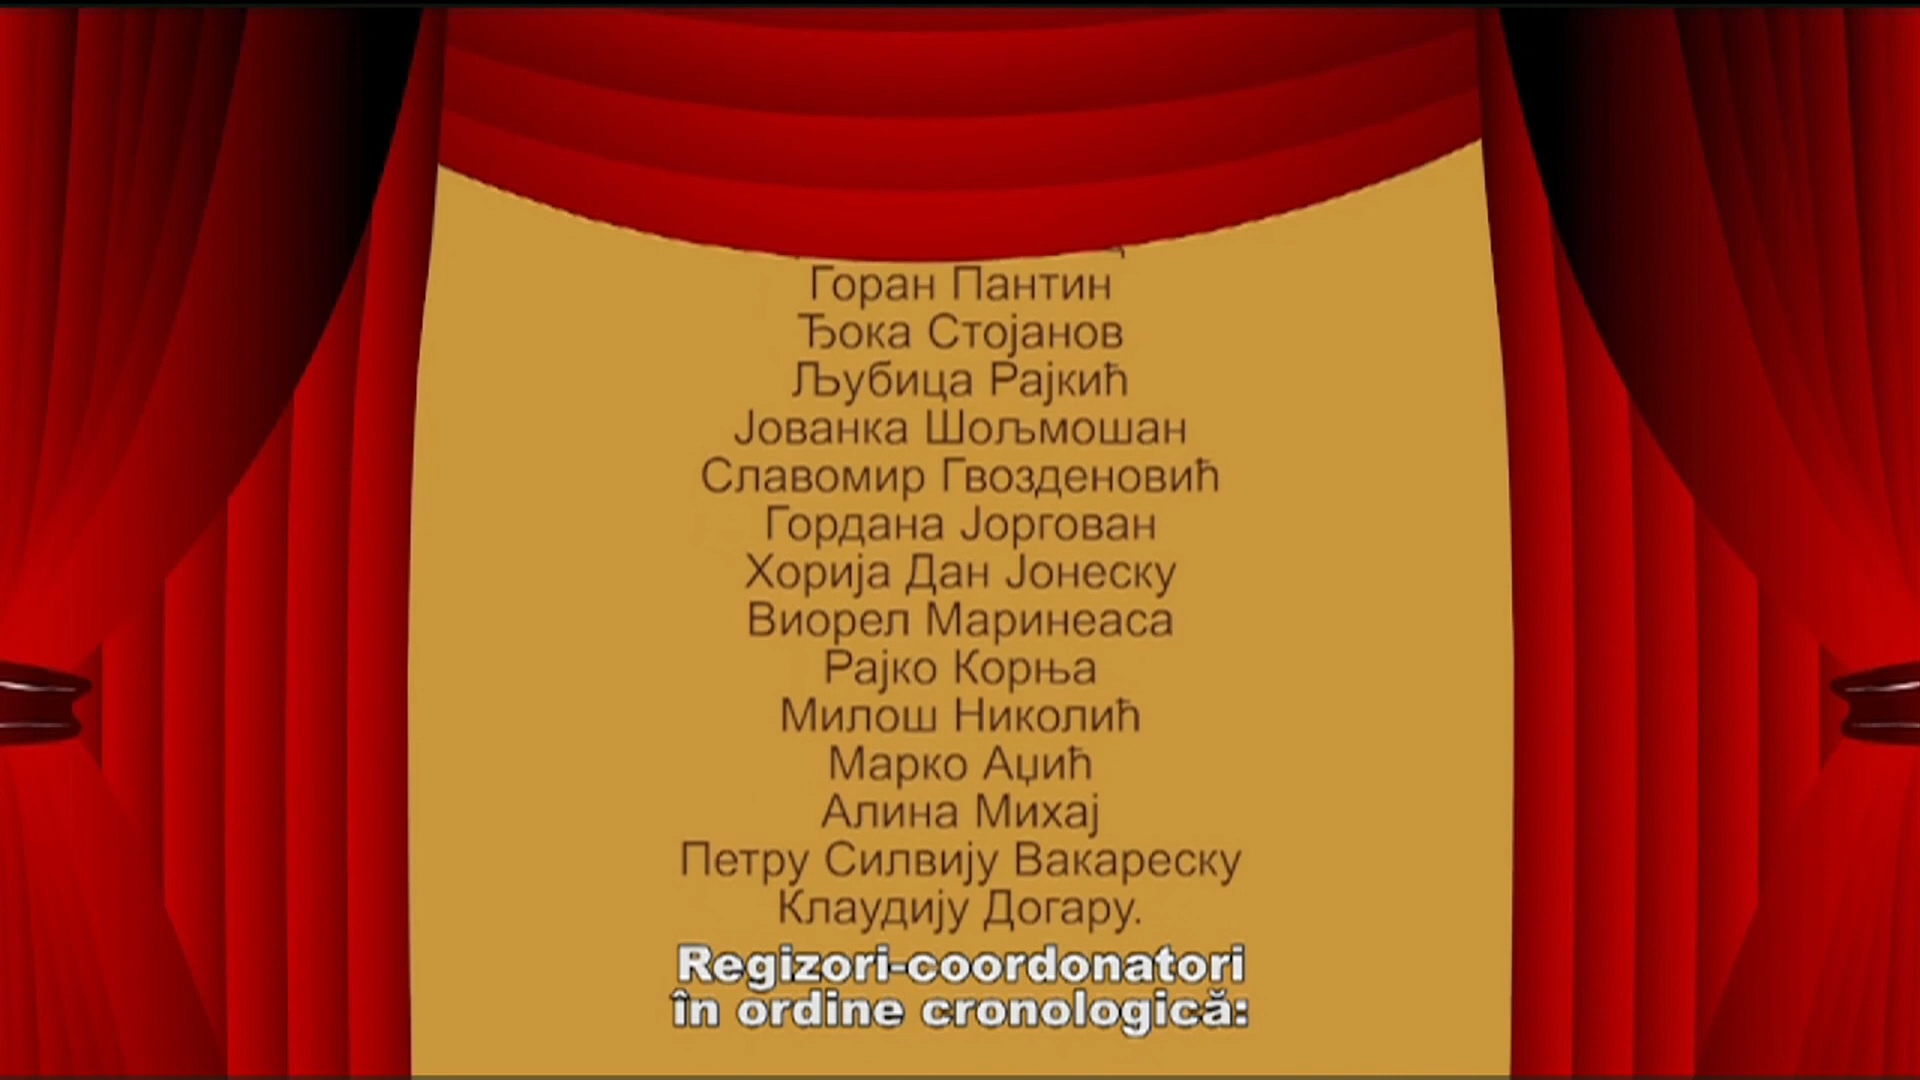 Горан Пантин
Ђока Стојанов
Љубица Рајкић
Јованка Шољмошан
Славомир Гвозденовић
Гордана Јоргован
Хорија Дан Јонеску
Виорел Маринеаса
Рајко Корња
Милош Николић
Марко Аџић
Алина Михај
Петру Силвију Вакареску
Клаудију Догару.
Regizori-coordonatori
în ordine cronologică: